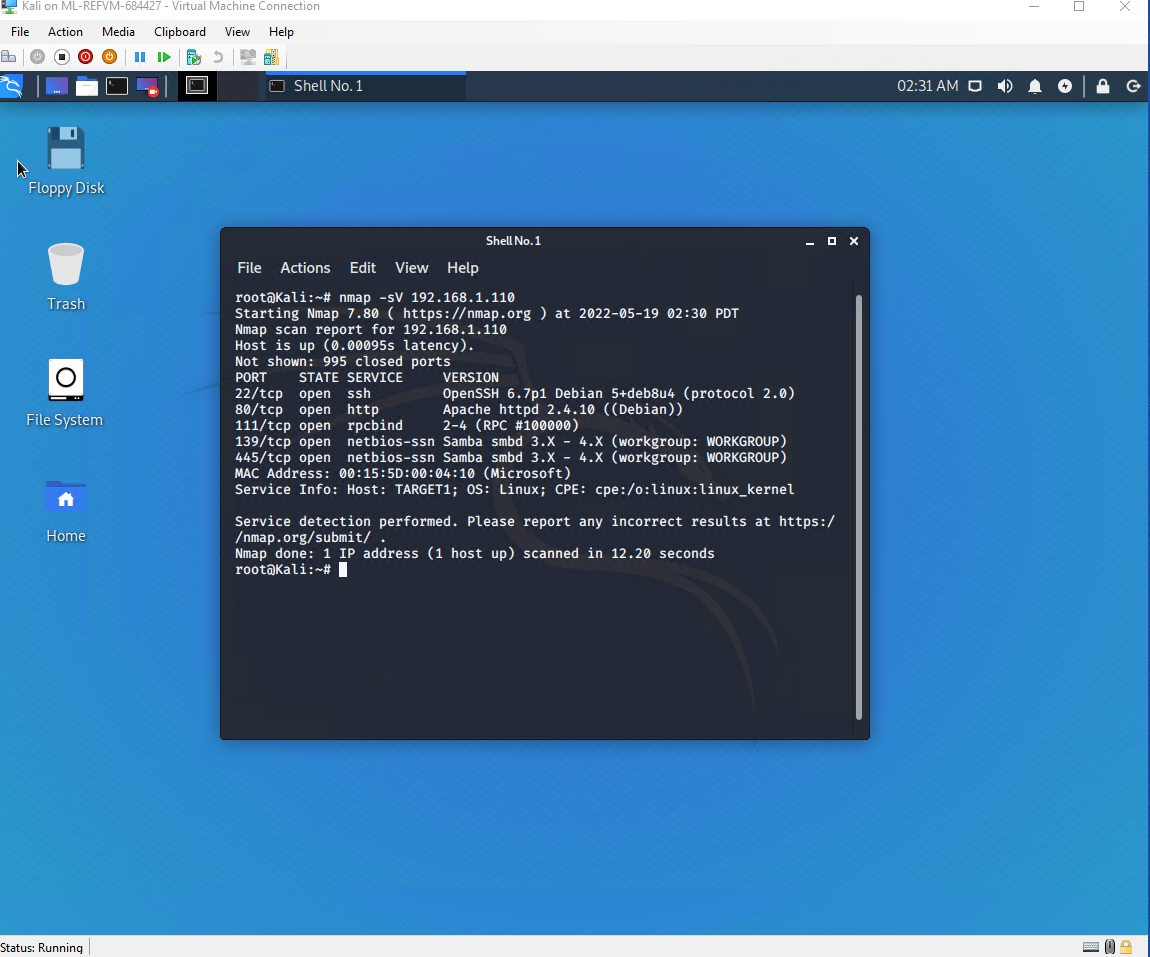 Kali on ML-REFVM-684427 - Virtual Machine Connection
File Action Media Clipboard View Help
Shell No. 1
02:31 AM
Floppy Disk
Trash
File System
Home
Shell No. 1
File Actions Edit View Help
root@Kali:~# nmap -sV 192.168.1.110
Starting Nmap 7.80 ( https://nmap.org ) at 2022-05-19 02:30 PDT
Nmap scan report for 192.168.1.110
Host is up (0.00095s latency).
Not shown: 995 closed ports
PORT    STATE SERVICE     VERSION
22/tcp  open  ssh         OpenSSH 6.7p1 Debian 5+deb8u4 (protocol 2.0)
80/tcp  open  http        Apache httpd 2.4.10 ((Debian))
111/tcp open  rpcbind     2-4 (RPC #100000)
139/tcp open  netbios-ssn Samba smbd 3.X - 4.X (workgroup: WORKGROUP)
445/tcp open  netbios-ssn Samba smbd 3.X - 4.X (workgroup: WORKGROUP)
MAC Address: 00:15:5D:00:04:10 (Microsoft)
Service Info: Host: TARGET1; OS: Linux; CPE: cpe:/o:linux:linux_kernel
Service detection performed. Please report any incorrect results at https:/
/nmap.org/submit/ .
Nmap done: 1 IP address (1 host up) scanned in 12.20 seconds
root@Kali:~#
Status: Running